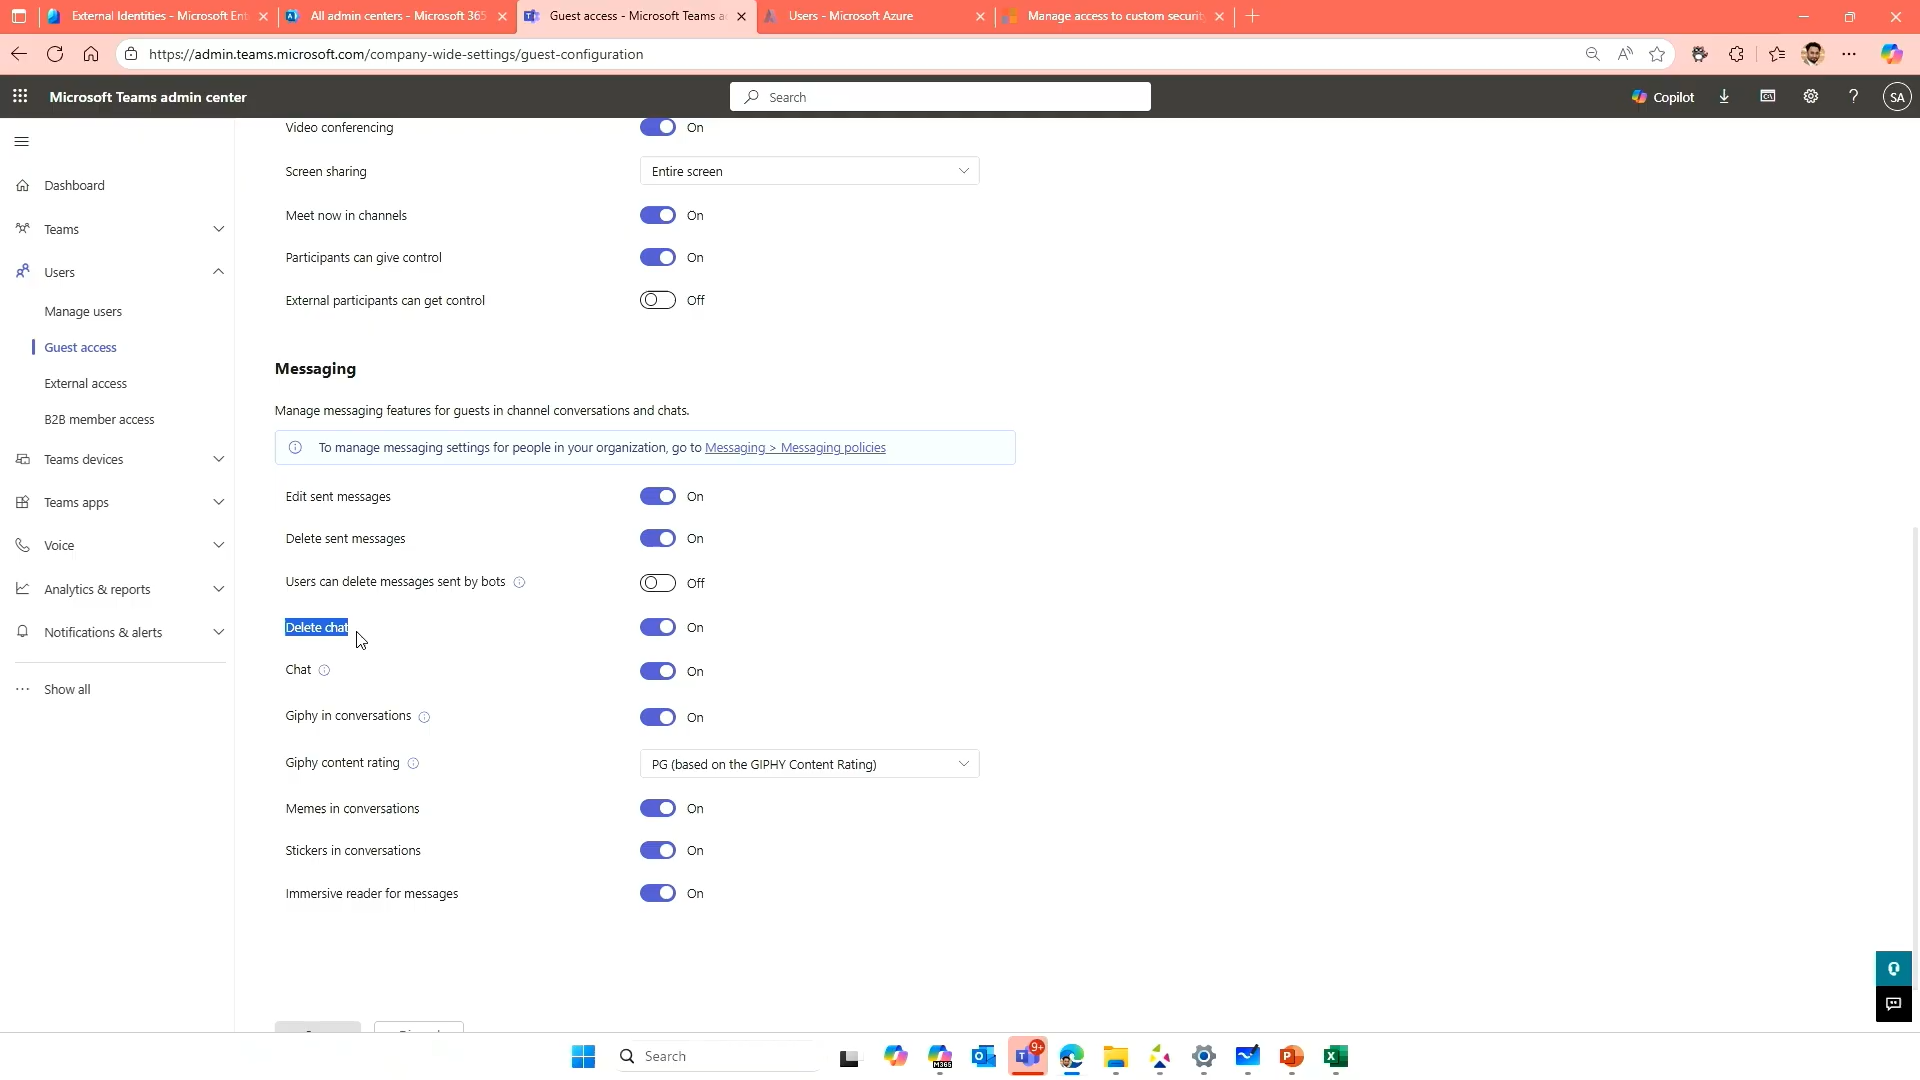 External Identities - Microsoft Ent
All admin centers - Microsoft 365
Guest access - Microsoft Teams a
Users - Microsoft Azure
Manage access to custom securit
https://admin.teams.microsoft.com/company-wide-settings/guest-configuration
Microsoft Teams admin center
Search
Copilot
SA
Dashboard
Teams
Users
Manage users
Guest access
External access
B2B member access
Teams devices
Teams apps
Voice
Analytics & reports
Notifications & alerts
Show all
Video conferencing
On
Screen sharing
Entire screen
Meet now in channels
On
Participants can give control
On
External participants can get control
Off
Messaging
Manage messaging features for guests in channel conversations and chats.
To manage messaging settings for people in your organization, go to Messaging > Messaging policies
Edit sent messages
On
Delete sent messages
On
Users can delete messages sent by bots
Off
Delete chat
On
Chat
On
Giphy in conversations
On
Giphy content rating
PG (based on the GIPHY Content Rating)
Memes in conversations
On
Stickers in conversations
On
Immersive reader for messages
On
Search
M365
9+